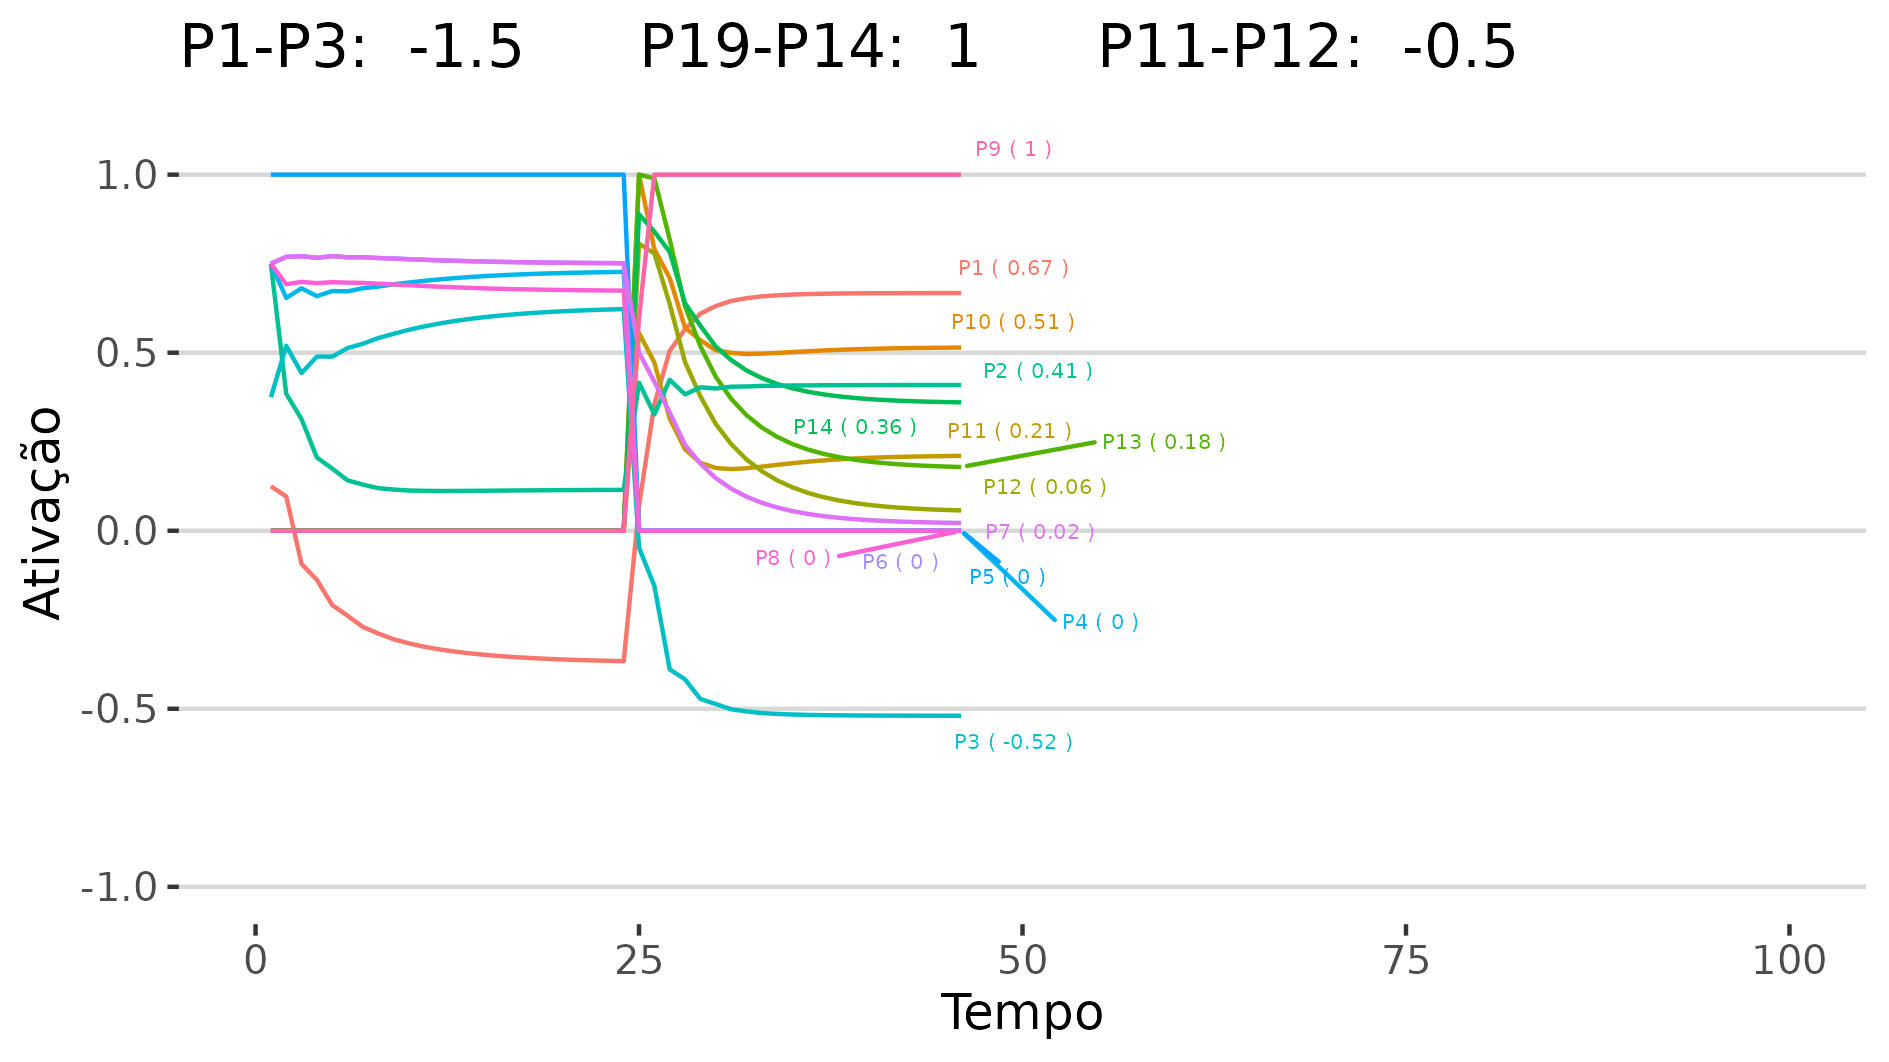 P1-P3:  -1.5      P19-P14:  1      P11-P12:  -0.5
P9 ( 1 )
1.0
P1 ( 0.67 )
P10 ( 0.51 )
0.5
P2 ( 0.41 )
P14 ( 0.36 )
P11 ( 0.21 )
P13 ( 0.18 )
P12 ( 0.06 )
0.0
P7 ( 0.02 )
P8 ( 0 )
P6 ( 0 )
P5 ( 0 )
P4 ( 0 )
-0.5
P3 ( -0.52 )
-1.0
Ativação
0 25 50 75 100
Tempo